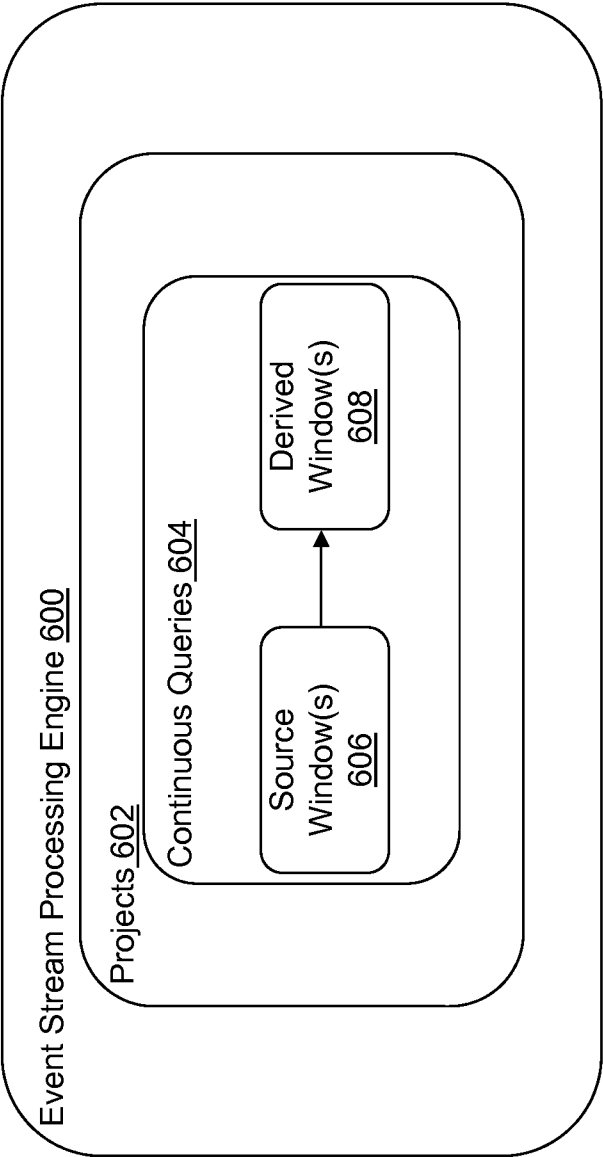 Event Stream Processing Engine 600
Projects 602
Continuous Queries 604
Source
Window(s)
606
Derived
Window(s)
608